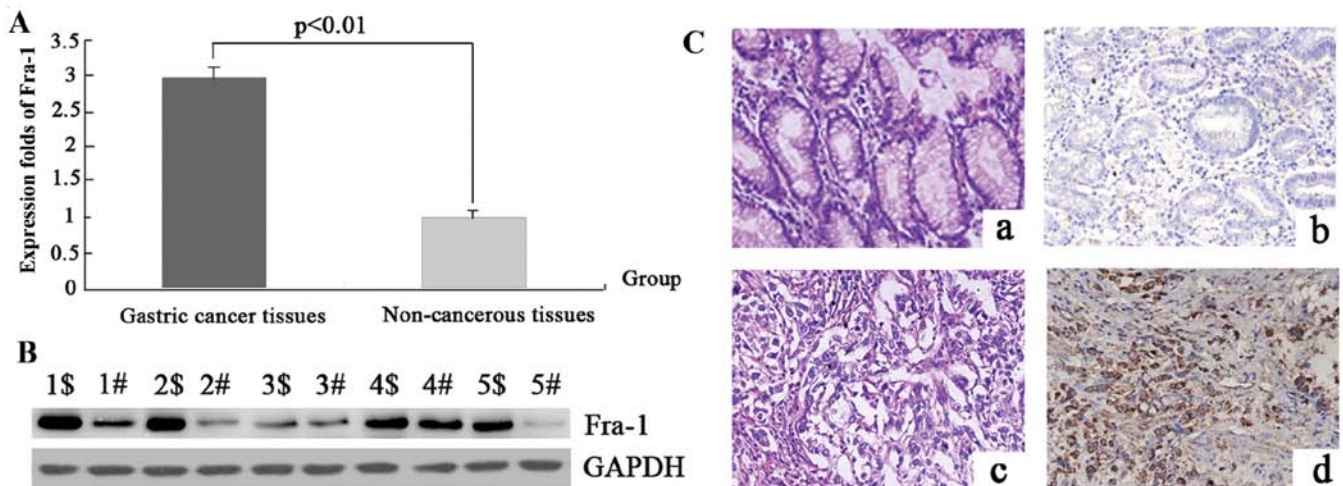 A
Expression folds of Fra-1
3.5
3
2.5
2
1.5
1
0.5
0
p<0.01
Group
Gastric cancer tissues
Non-cancerous tissues
B
1$ 1# 2$ 2# 3$ 3# 4$ 4# 5$ 5#
Fra-1
GAPDH
C
a
b
c
d